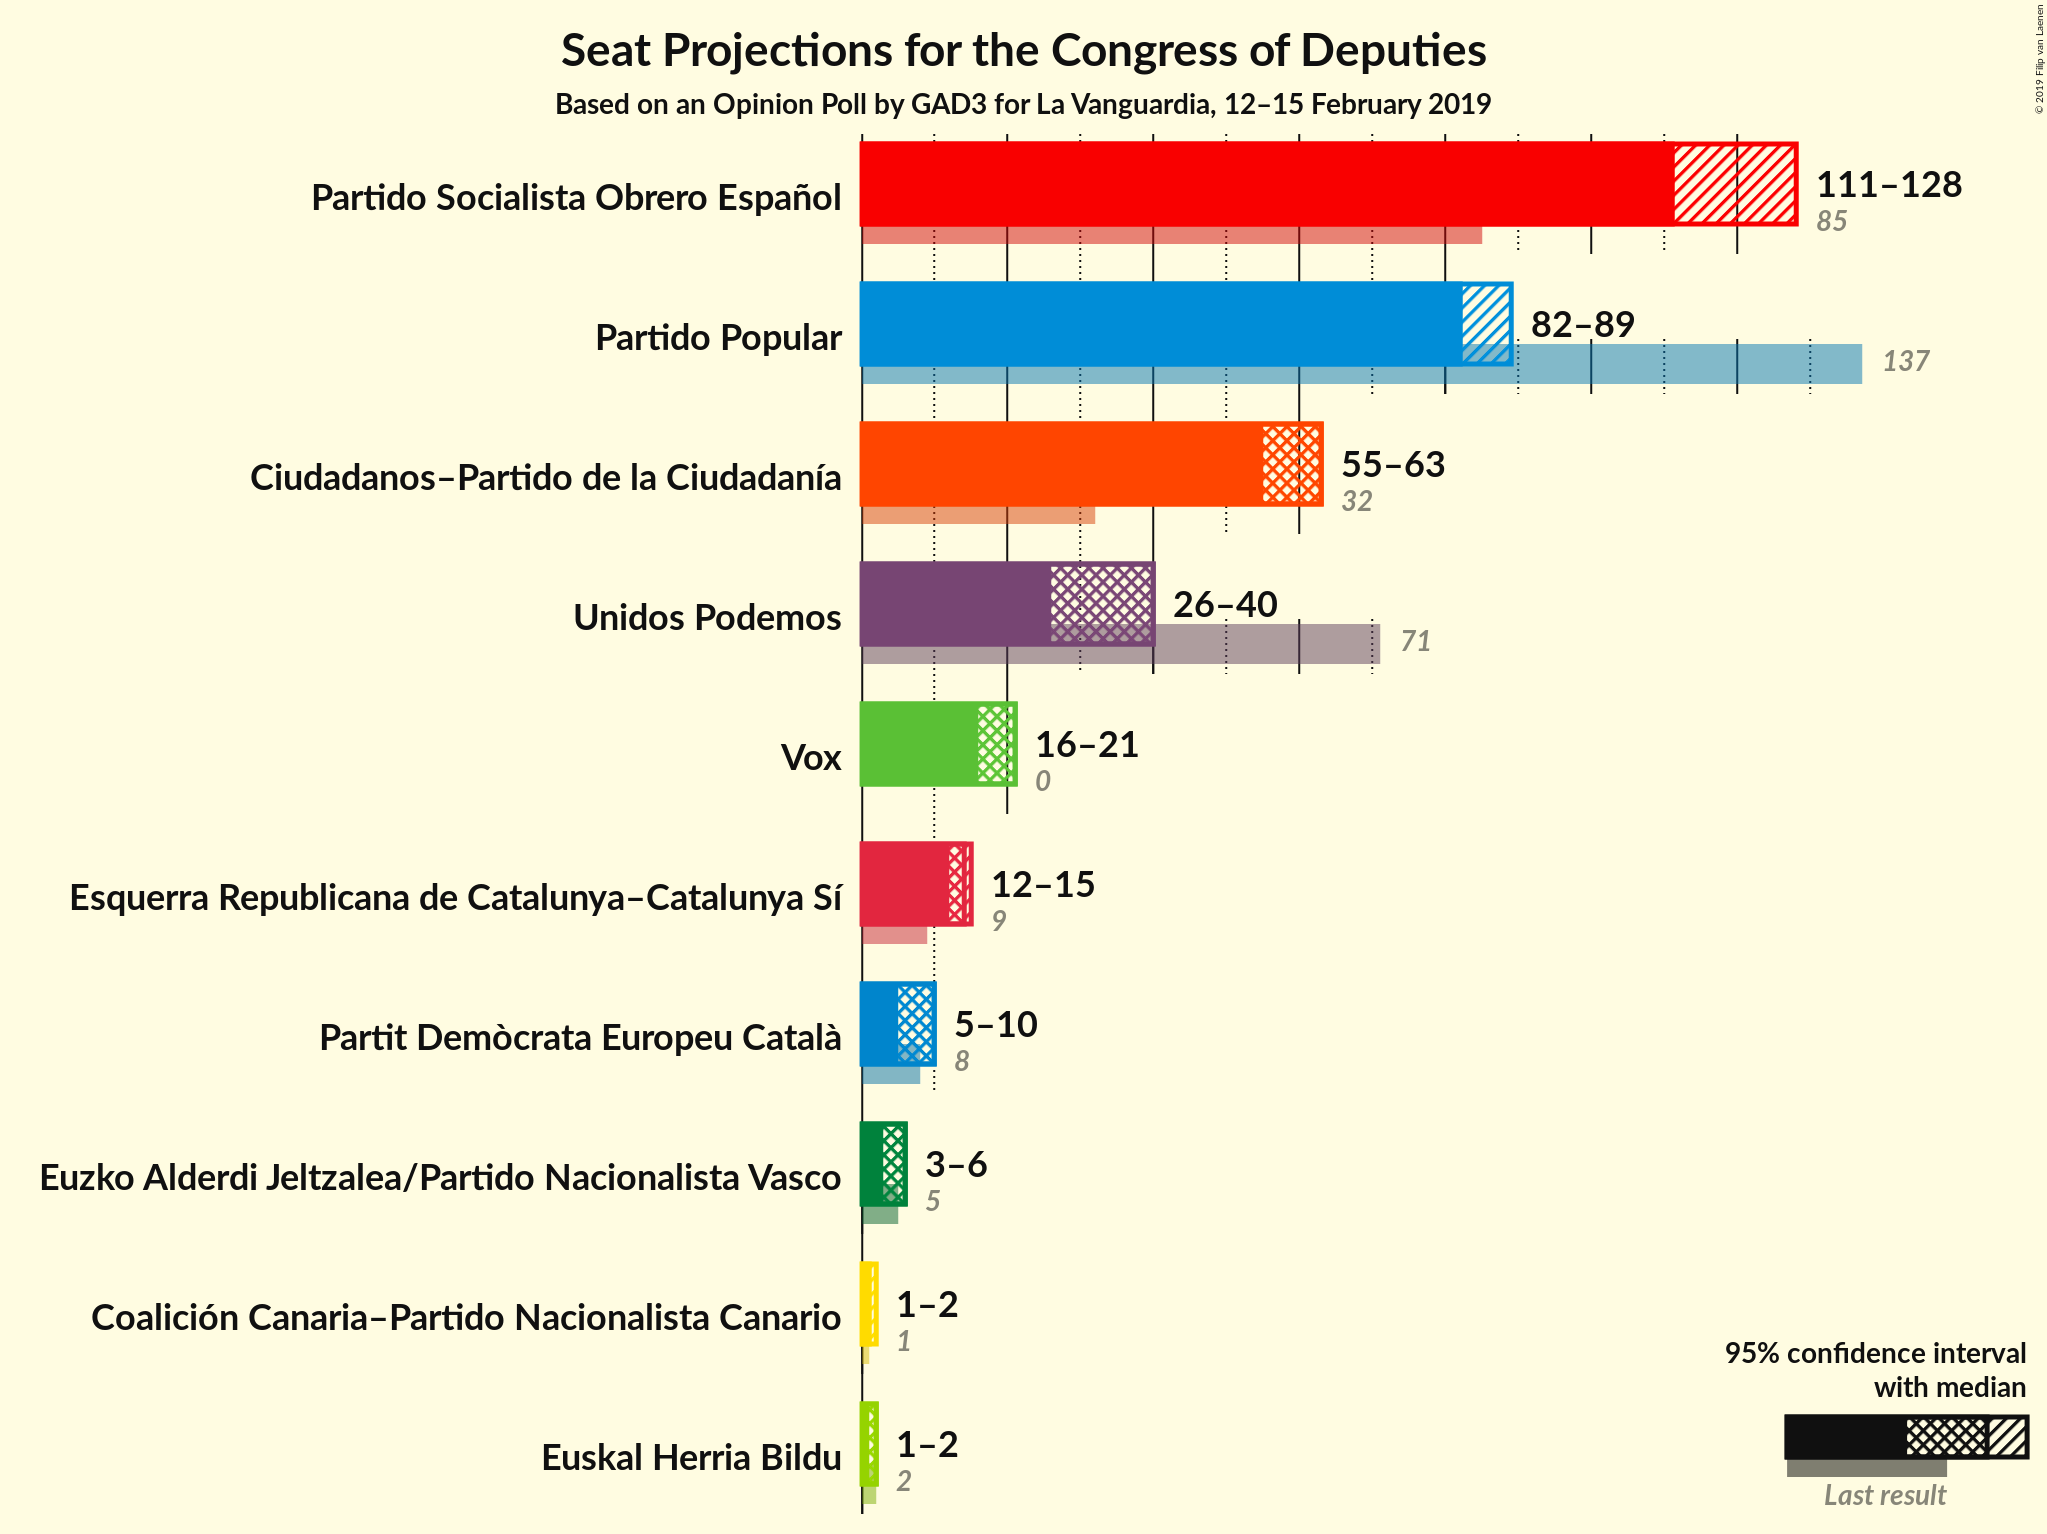 Seat Projections for the Congress of Deputies
Based on an Opinion Poll by GAD3 for La Vanguardia, 12–15 February 2019
© 2019 Filip van Laenen
Partido Socialista Obrero Español
111–128
85
Partido Popular
82–89
137
Ciudadanos–Partido de la Ciudadanía
55–63
32
Unidos Podemos
26–40
71
Vox
16–21
0
Esquerra Republicana de Catalunya–Catalunya Sí
12–15
9
Partit Demòcrata Europeu Català
5–10
8
Euzko Alderdi Jeltzalea/Partido Nacionalista Vasco
3–6
5
Coalición Canaria–Partido Nacionalista Canario
1–2
1
Euskal Herria Bildu
1–2
2
95% confidence interval
with median
Last result